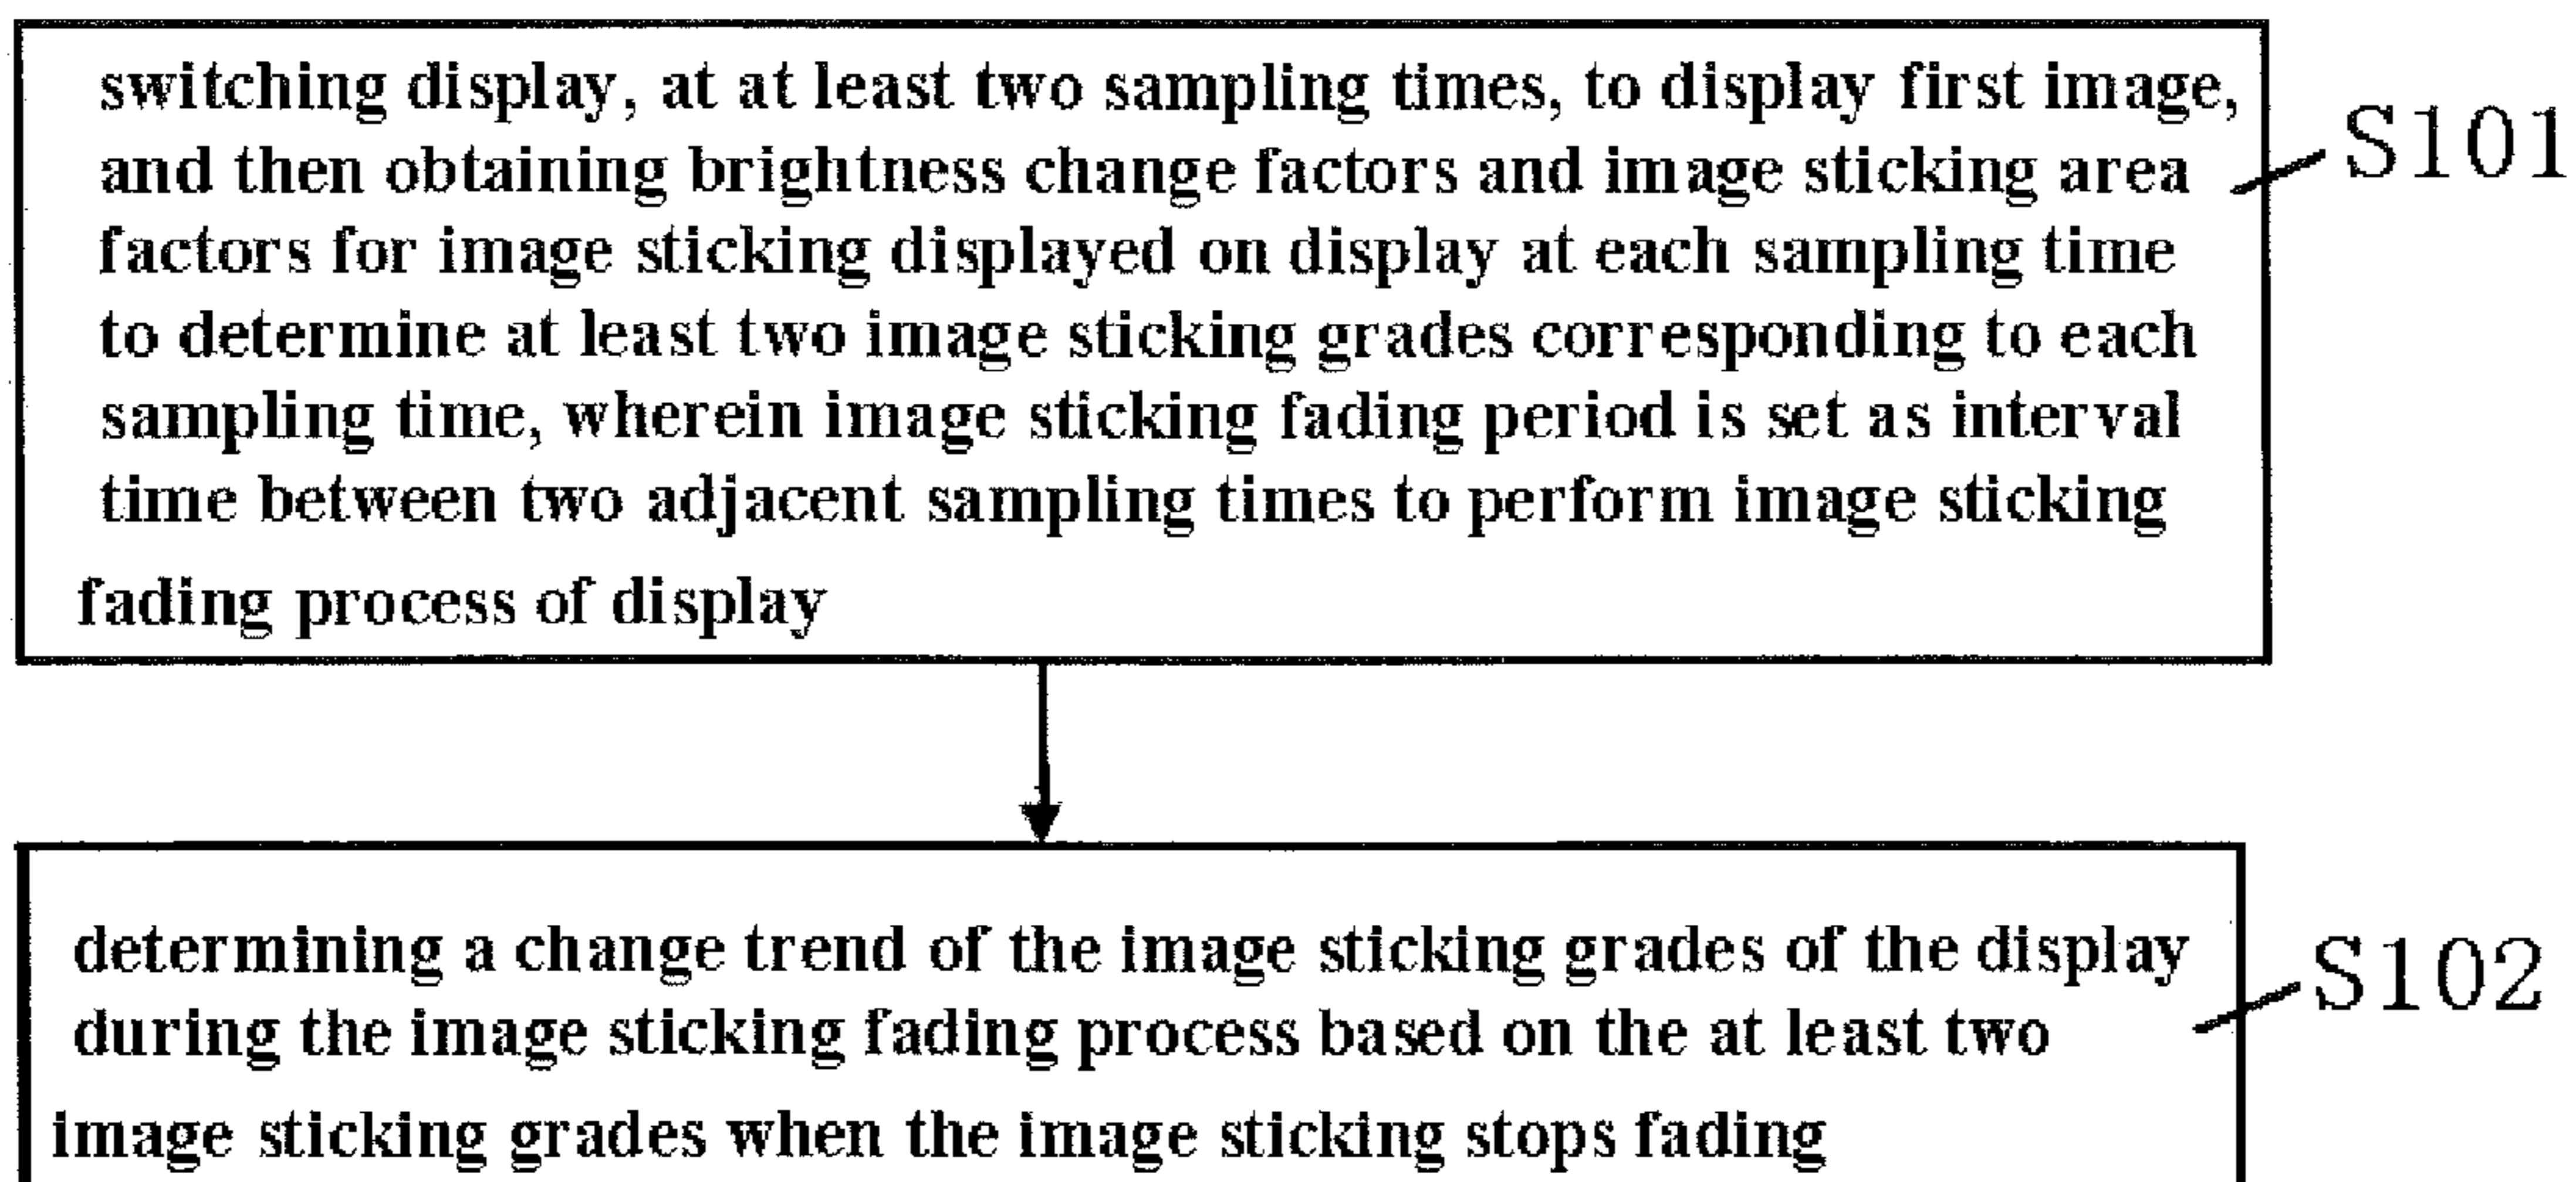 switching display, at at least two sampling times, to display first image,
and then obtaining brightness change factors and image sticking area
factors for image sticking displayed on display at each sampling time
to determine at least two image sticking grades corresponding to each
sampling time, wherein image sticking fading period is set as interval
time between two adjacent sampling times to perform image sticking
fading process of display
S101
determining a change trend of the image sticking grades of the display
during the image sticking fading process based on the at least two
image sticking grades when the image sticking stops fading
S102